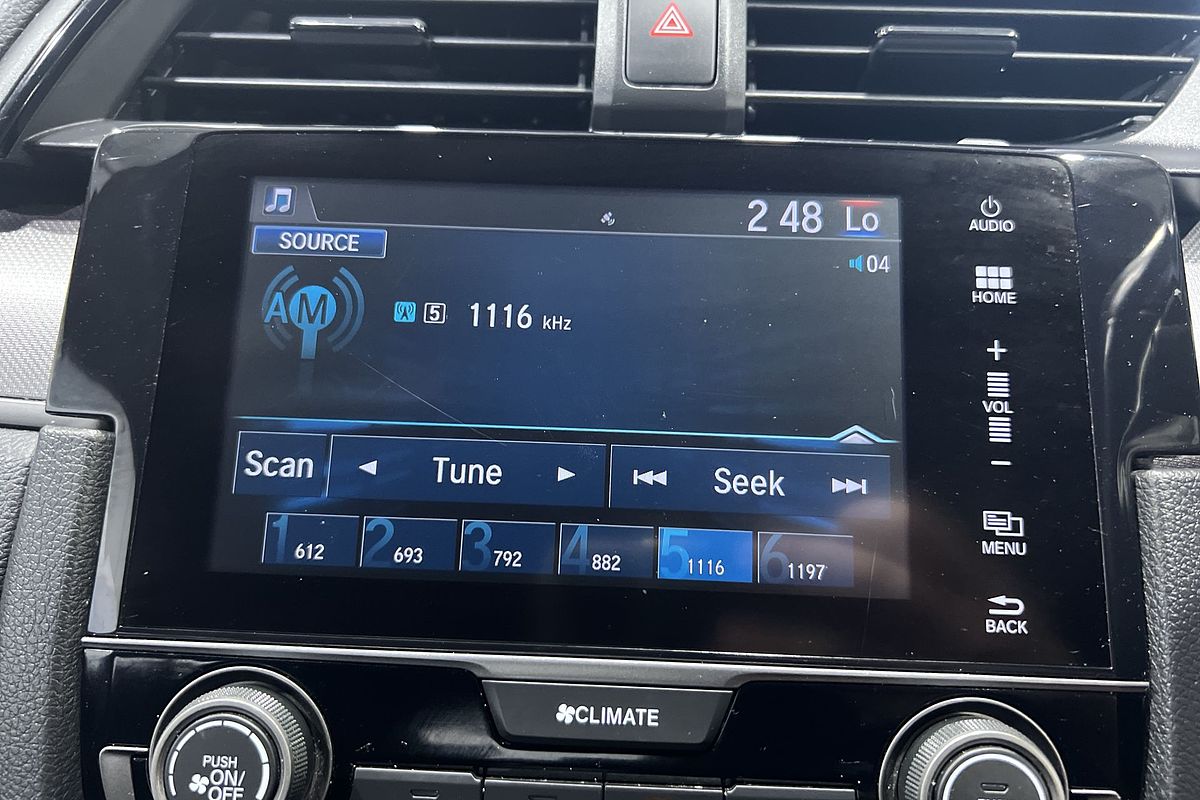 2 48 Lo
AUDIO
SOURCE
04
AM
5 1116 kHz
HOME
+
VOL
−
Scan Tune Seek
1 612 2 693 3 792 4 882 5 1116 6 1197
MENU
BACK
CLIMATE
PUSH
ON/
OFF